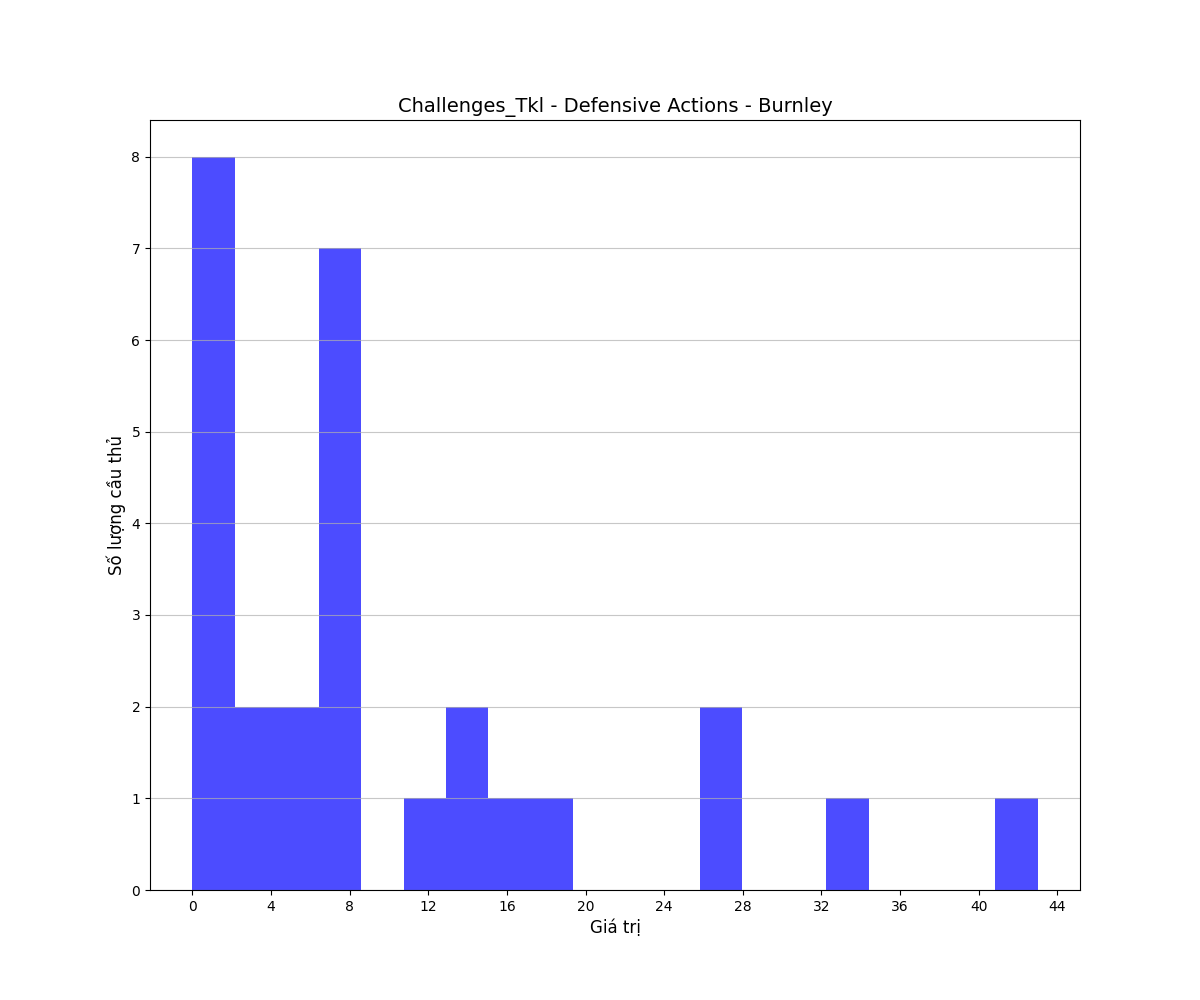 Challenges_Tkl - Defensive Actions - Burnley
8
7
6
5
4
3
2
1
0
Số lượng cầu thủ
0 4 8 12 16 20 24 28 32 36 40 44
Giá trị